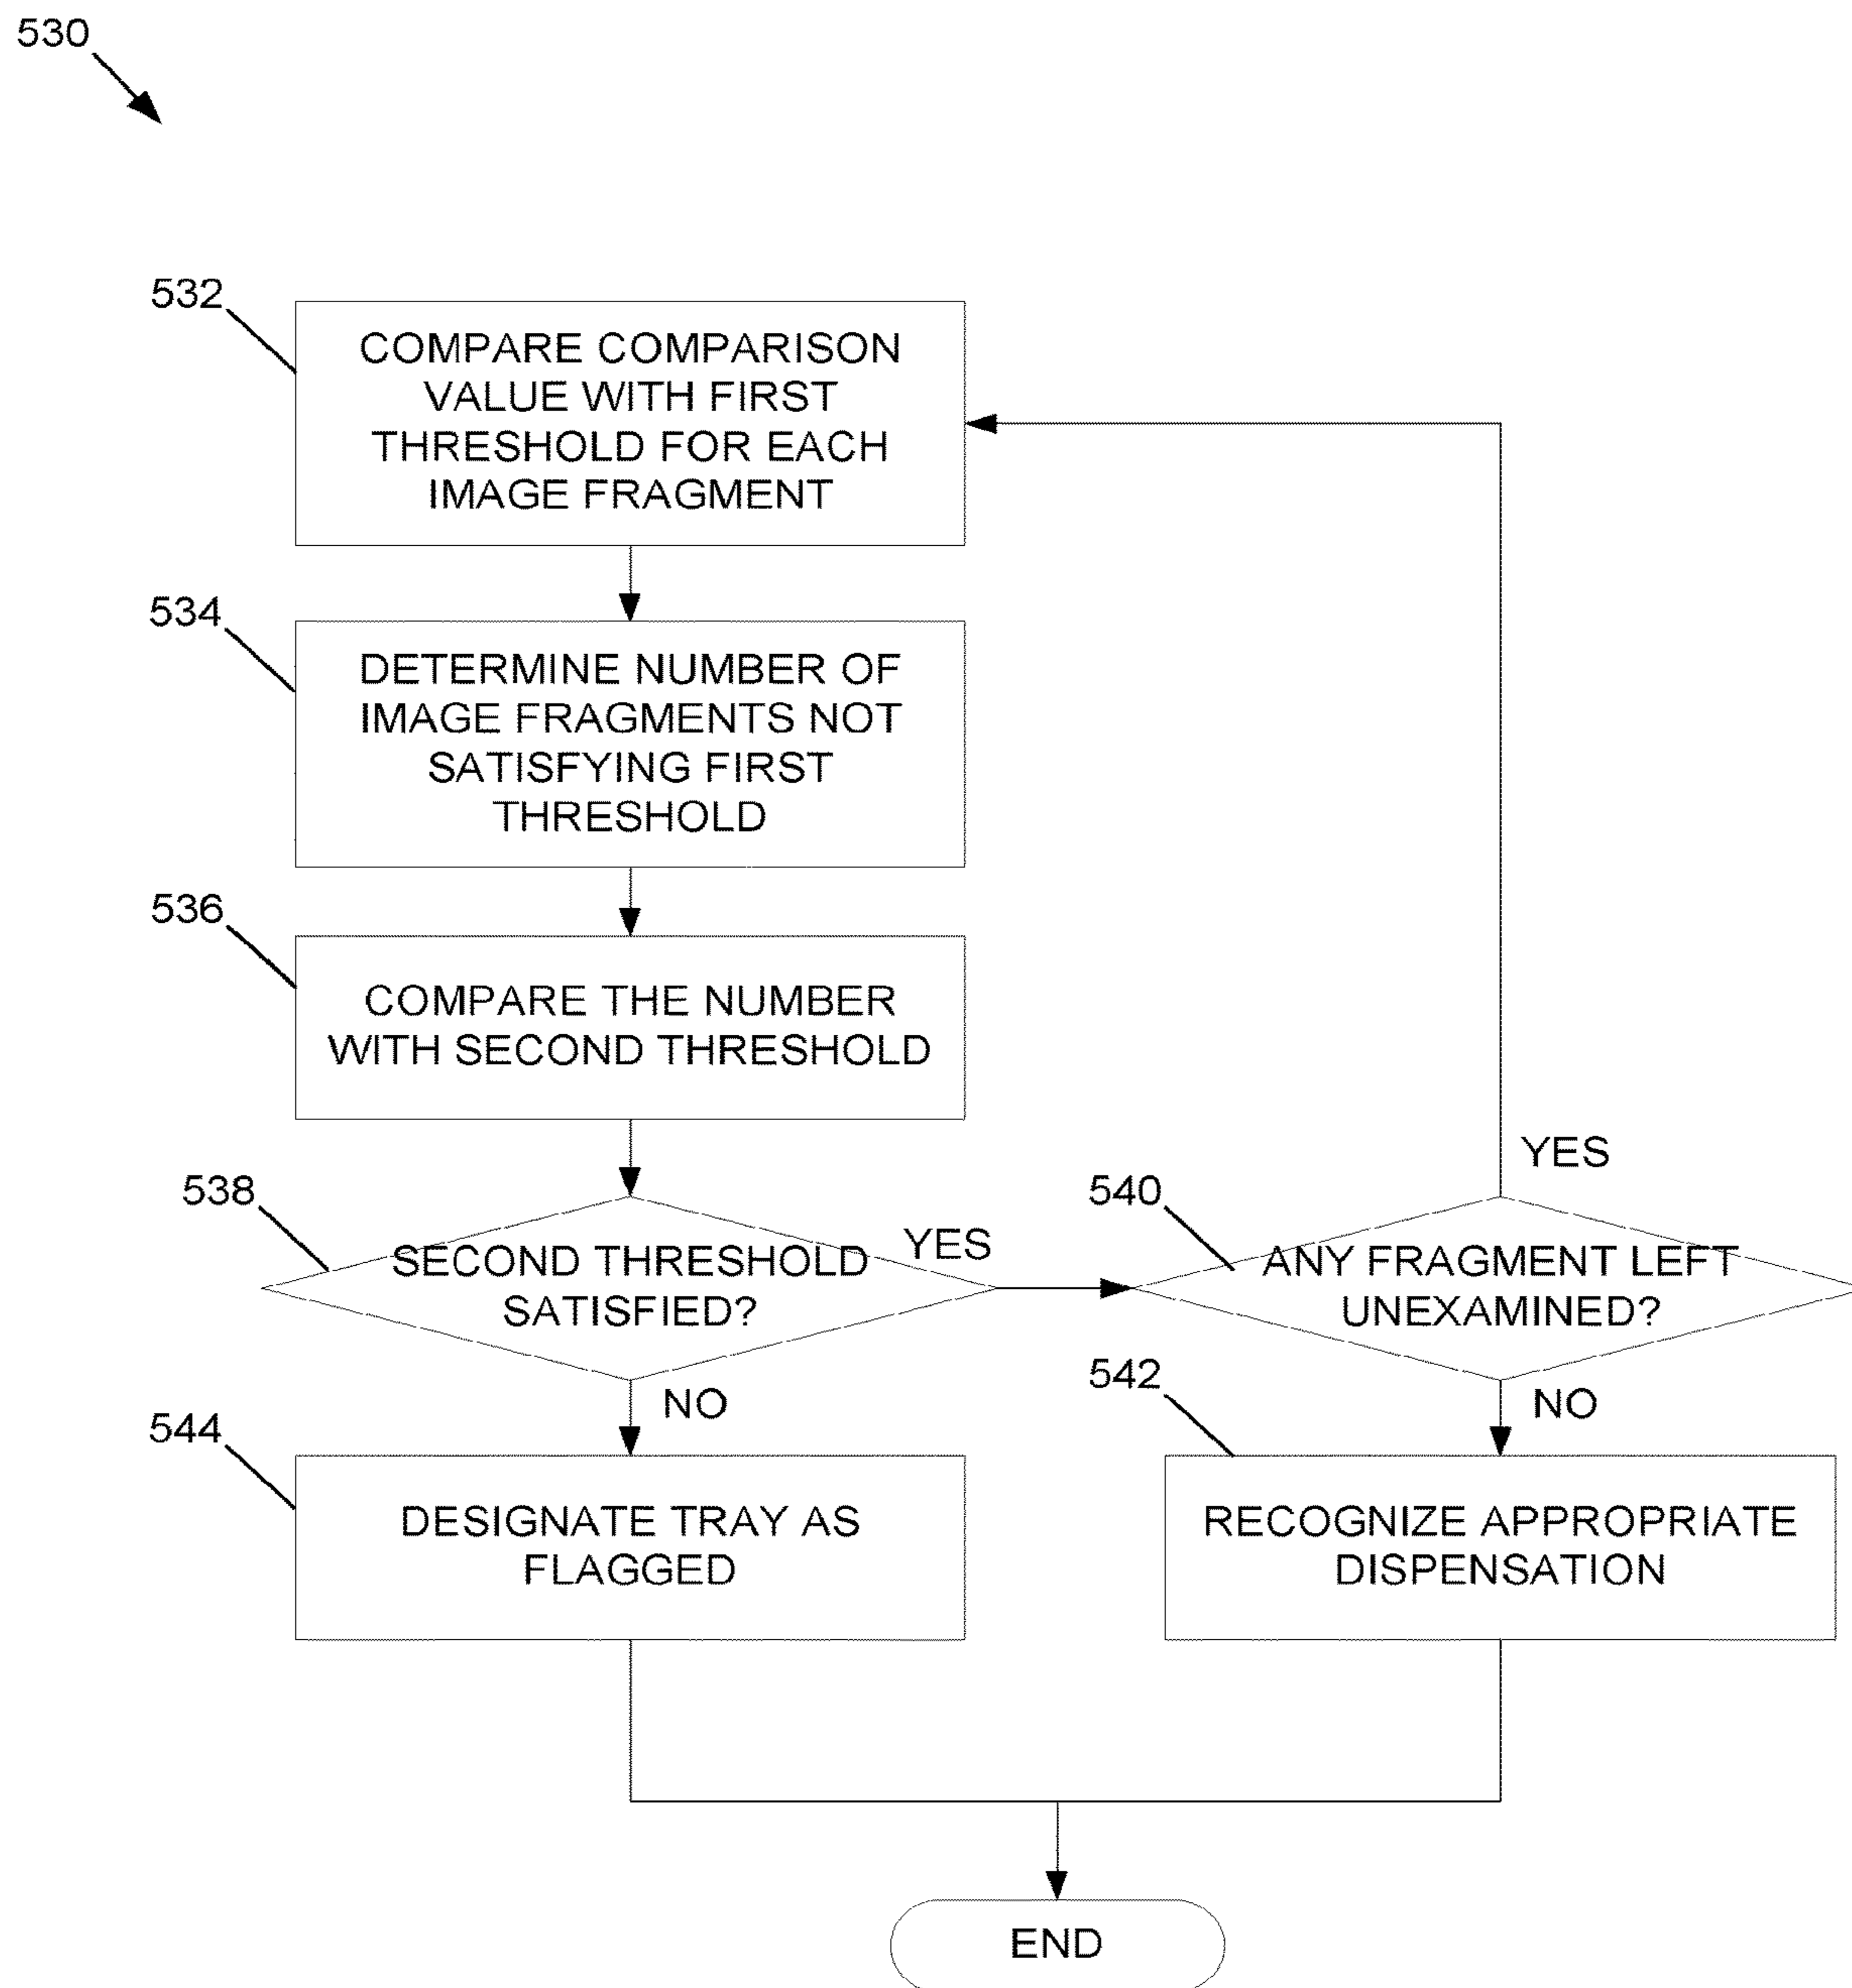 530
532
COMPARE COMPARISON
VALUE WITH FIRST
THRESHOLD FOR EACH
IMAGE FRAGMENT
534
DETERMINE NUMBER OF
IMAGE FRAGMENTS NOT
SATISFYING FIRST
THRESHOLD
536
COMPARE THE NUMBER
WITH SECOND THRESHOLD
538
SECOND THRESHOLD
SATISFIED?
YES
NO
540
ANY FRAGMENT LEFT
UNEXAMINED?
YES
NO
544
DESIGNATE TRAY AS
FLAGGED
542
RECOGNIZE APPROPRIATE
DISPENSATION
END